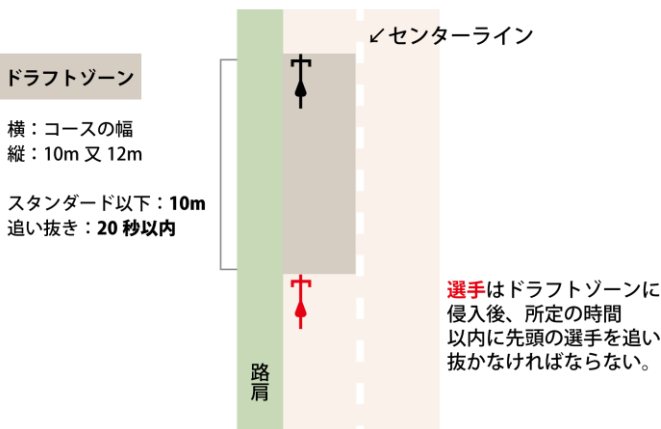 ↙センターライン
ドラフトゾーン
横：コースの幅
縦：10m 又 12m
スタンダード以下：10m
追い抜き：20 秒以内
選手はドラフトゾーンに
侵入後、所定の時間
以内に先頭の選手を追い
抜かなければならない。
路肩